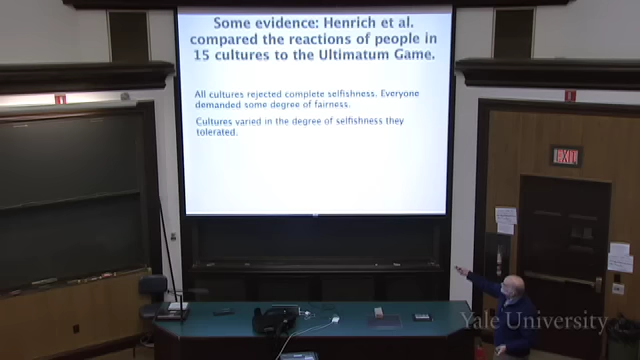 Some evidence: Henrich et al.
compared the reactions of people in
15 cultures to the Ultimatum Game.
All cultures rejected complete selfishness. Everyone
demanded some degree of fairness.
Cultures varied in the degree of selfishness they
tolerated.
EXIT
Yale University